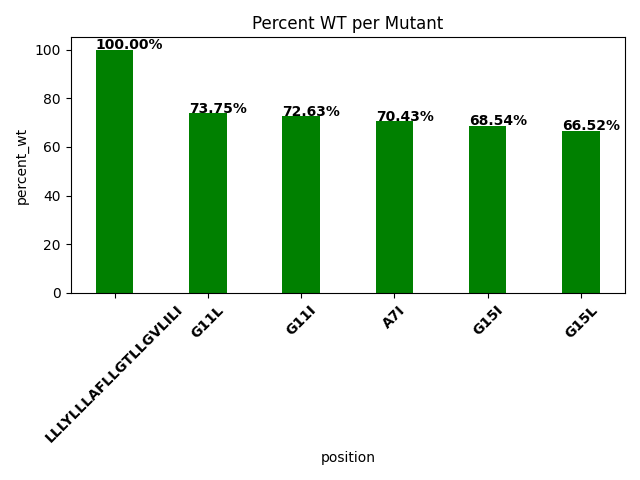 Percent WT per Mutant
percent_wt
100
80
60
40
20
0
100.00%
73.75%
72.63%
70.43%
68.54%
66.52%
LLLYLLLAFLLGTLLGVLILI
G11L
G11I
A7I
G15I
G15L
position